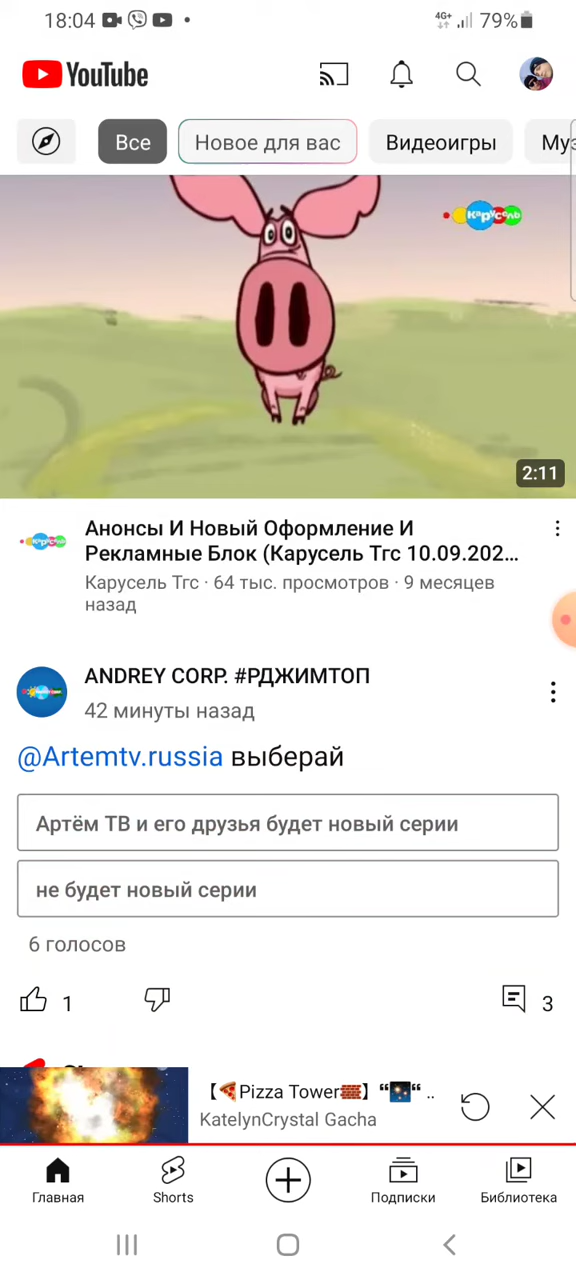 18:04
4G+ 79%
YouTube
Все Новое для вас Видеоигры Муз
Карусель
2:11
Анонсы И Новый Оформление И
Рекламные Блок (Карусель Тгс 10.09.202...
Карусель Тгс · 64 тыс. просмотров · 9 месяцев
назад
ANDREY CORP. #РДЖИМТОП
42 минуты назад
@Artemtv.russia выберай
Артём ТВ и его друзья будет новый серии
не будет новый серии
6 голосов
1 3
【🍕Pizza Tower🧱】 “🌌“ ..
KatelynCrystal Gacha
Главная Shorts Подписки Библиотека